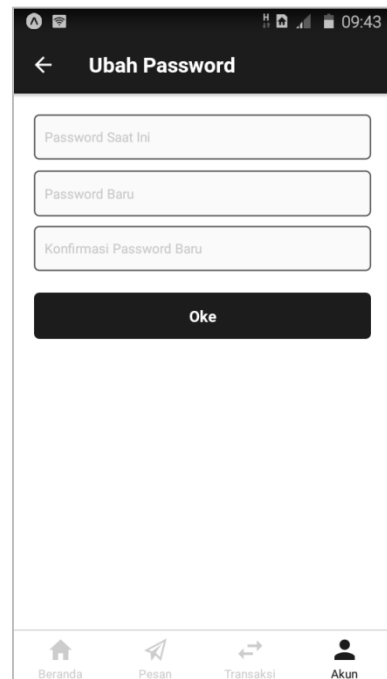 H 09:43
Ubah Password
Password Saat Ini
Password Baru
Konfirmasi Password Baru
Oke
Beranda Pesan Transaksi Akun